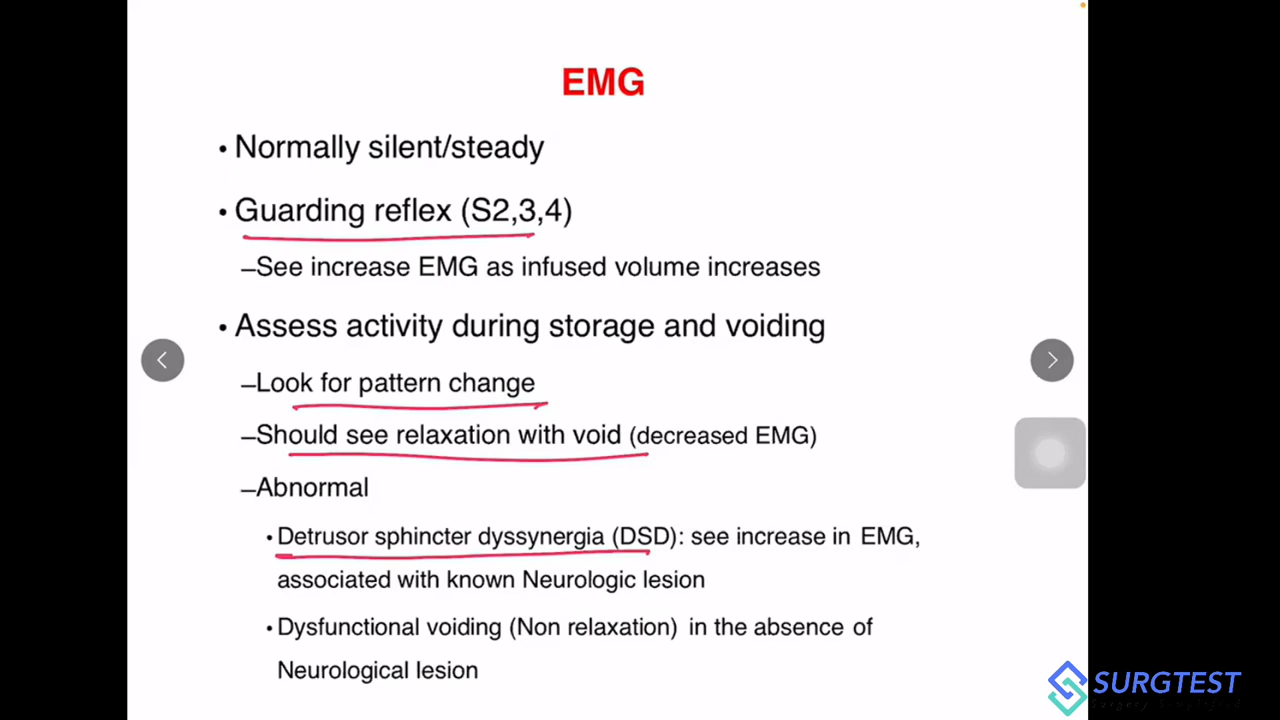 EMG
• Normally silent/steady
• Guarding reflex (S2,3,4)
–See increase EMG as infused volume increases
• Assess activity during storage and voiding
–Look for pattern change
–Should see relaxation with void (decreased EMG)
–Abnormal
• Detrusor sphincter dyssynergia (DSD): see increase in EMG,
associated with known Neurologic lesion
• Dysfunctional voiding (Non relaxation) in the absence of
Neurological lesion
SURGTEST
Surgery Simplified